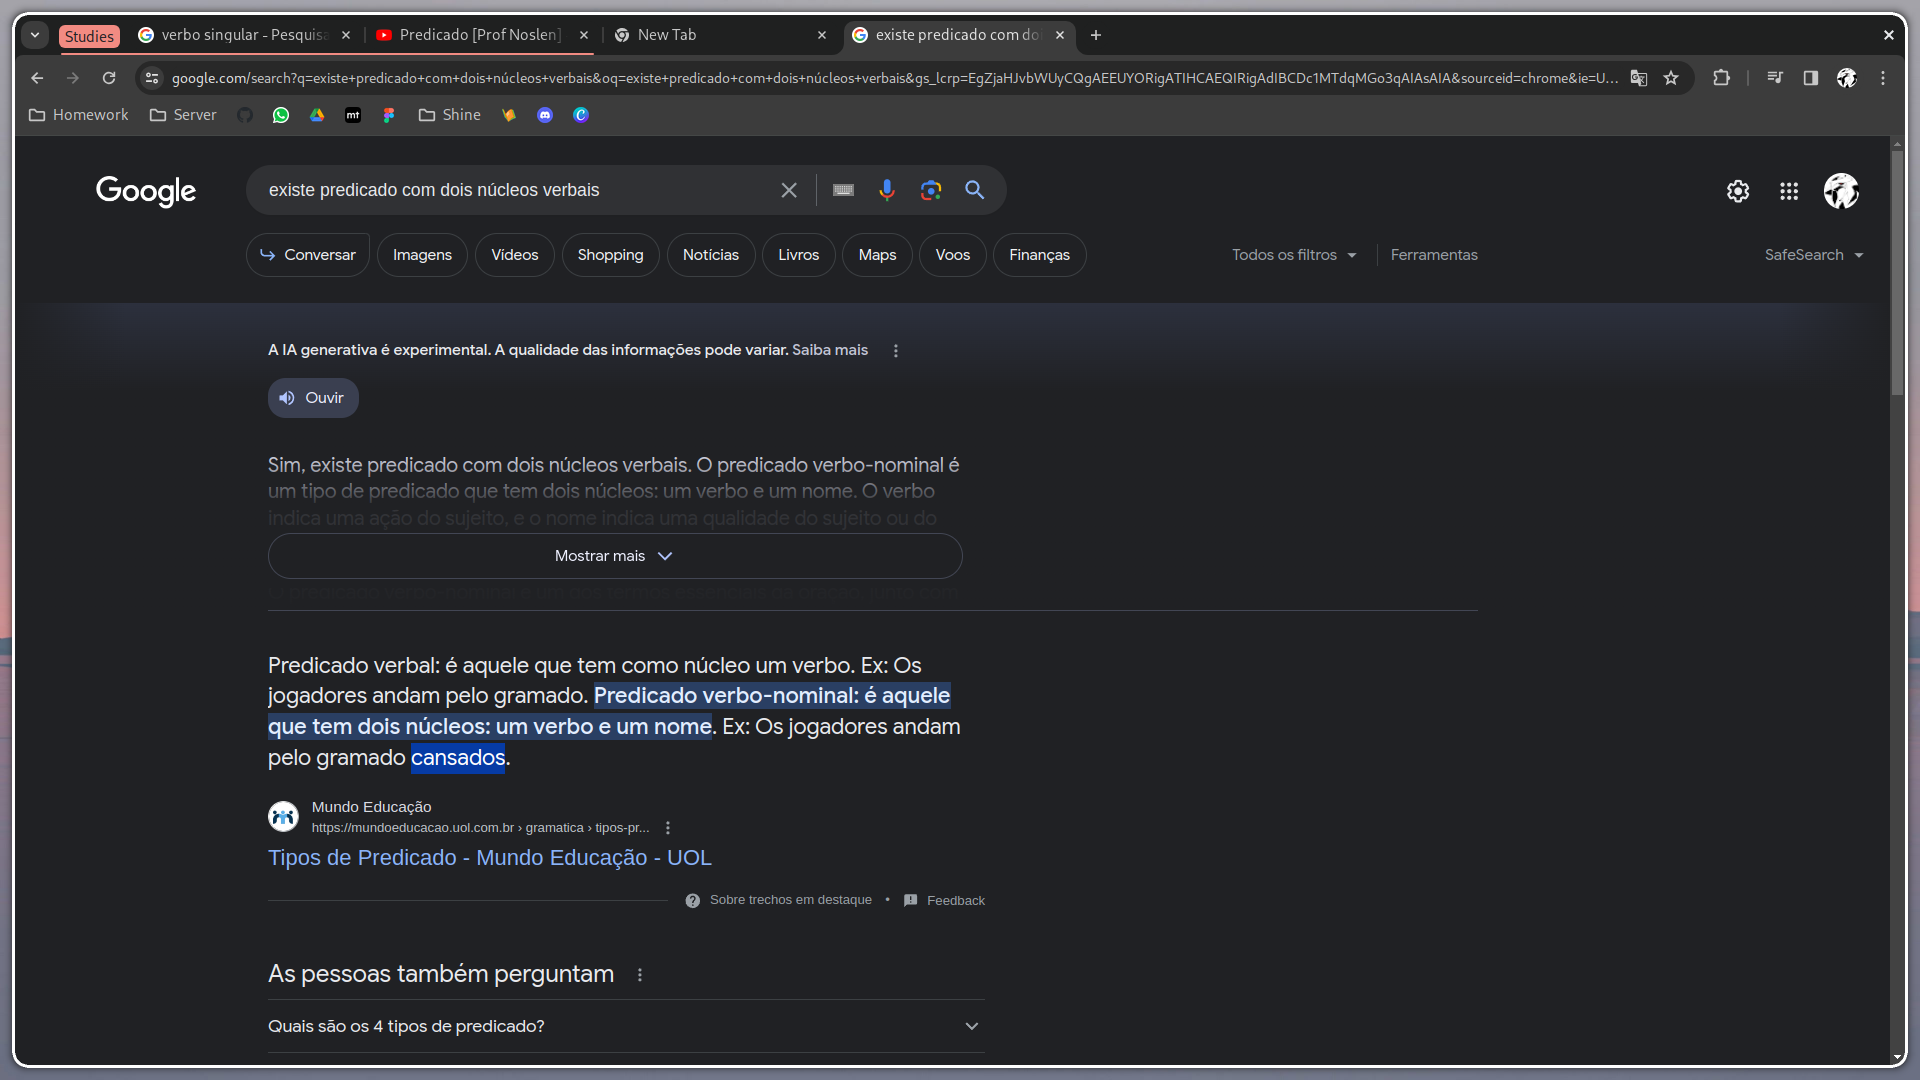 Studies
verbo singular - Pesquisa
Predicado [Prof Noslen]
New Tab
existe predicado com doi
google.com/search?q=existe+predicado+com+dois+núcleos+verbais&oq=existe+predicado+com+dois+núcleos+verbais&gs_lcrp=EgZjaHJvbWUyCQgAEEUYORigATIHCAEQIRigAdIBCDc1MTdqMGo3qAIAsAIA&sourceid=chrome&ie=U...
Homework
Server
mt
Shine
Google
existe predicado com dois núcleos verbais
Conversar
Imagens
Vídeos
Shopping
Notícias
Livros
Maps
Voos
Finanças
Todos os filtros
Ferramentas
SafeSearch
A IA generativa é experimental. A qualidade das informações pode variar. Saiba mais
Ouvir
Sim, existe predicado com dois núcleos verbais. O predicado verbo-nominal é
um tipo de predicado que tem dois núcleos: um verbo e um nome. O verbo
indica uma ação do sujeito, e o nome indica uma qualidade do sujeito ou do
Mostrar mais
Predicado verbal: é aquele que tem como núcleo um verbo. Ex: Os
jogadores andam pelo gramado. Predicado verbo-nominal: é aquele
que tem dois núcleos: um verbo e um nome. Ex: Os jogadores andam
pelo gramado cansados.
Mundo Educação
https://mundoeducacao.uol.com.br › gramatica › tipos-pr...
Tipos de Predicado - Mundo Educação - UOL
Sobre trechos em destaque • Feedback
As pessoas também perguntam
Quais são os 4 tipos de predicado?